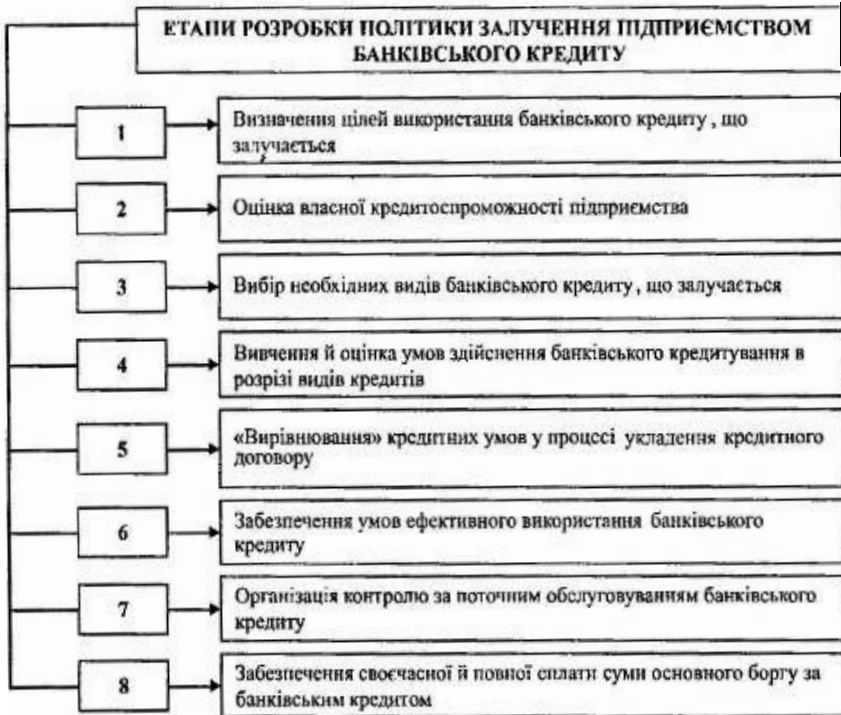 ЕТАПИ РОЗРОБКИ ПОЛІТИКИ ЗАЛУЧЕННЯ ПІДПРИЄМСТВОМ
БАНКІВСЬКОГО КРЕДИТУ
1
Визначення цілей використання банківського кредиту , що
залучається
2
Оцінка власної кредитоспроможності підприємства
3
Вибір необхідних видів банківського кредиту , що залучається
4
Вивчення й оцінка умов здійснення банківського кредитування в
розрізі видів кредитів
5
«Вирівнювання» кредитних умов у процесі укладення кредитного
договору
6
Забезпечення умов ефективного використання банківського
кредиту
7
Організація контролю за поточним обслуговуванням банківського
кредиту
8
Забезпечення своєчасної й повної сплати суми основного боргу за
банківським кредитом